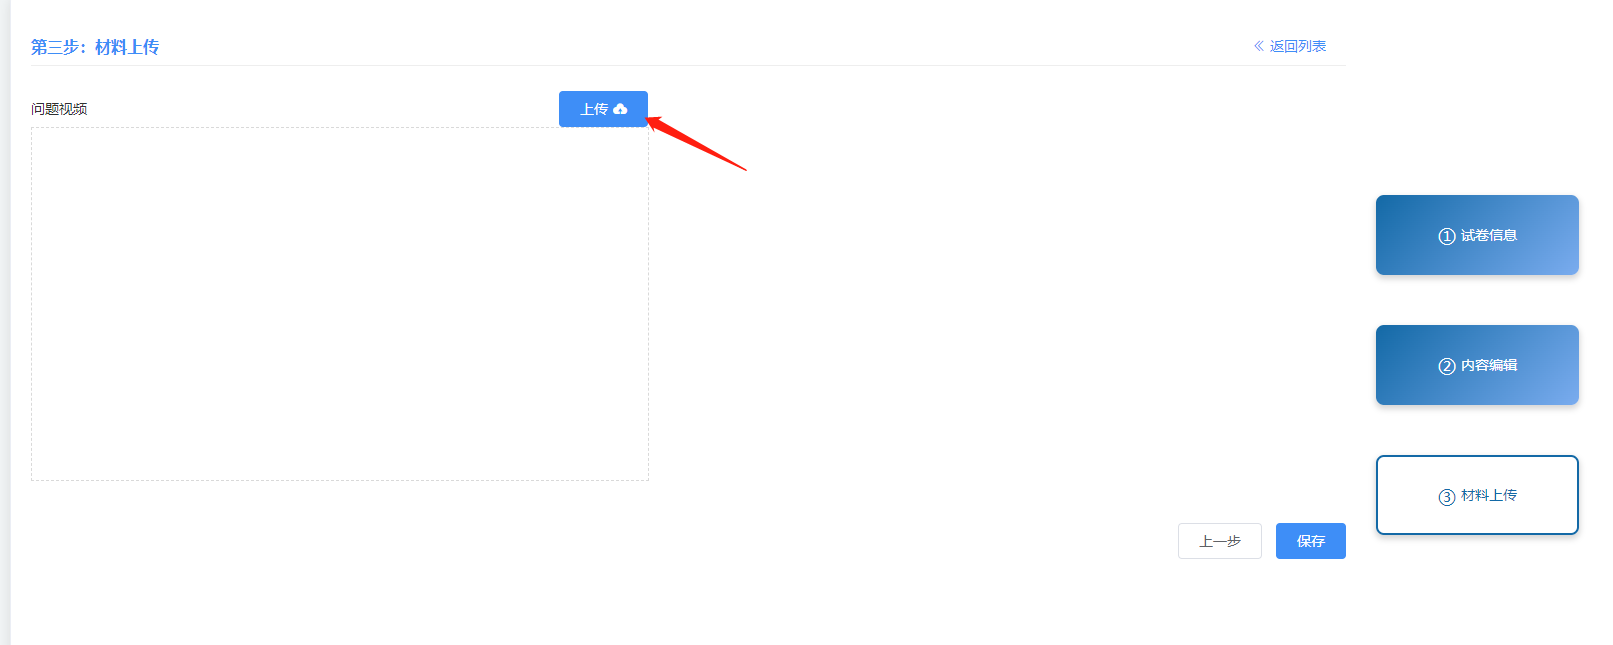 第三步：材料上传
返回列表
问题视频
上传
① 试卷信息
② 内容编辑
③ 材料上传
上一步
保存